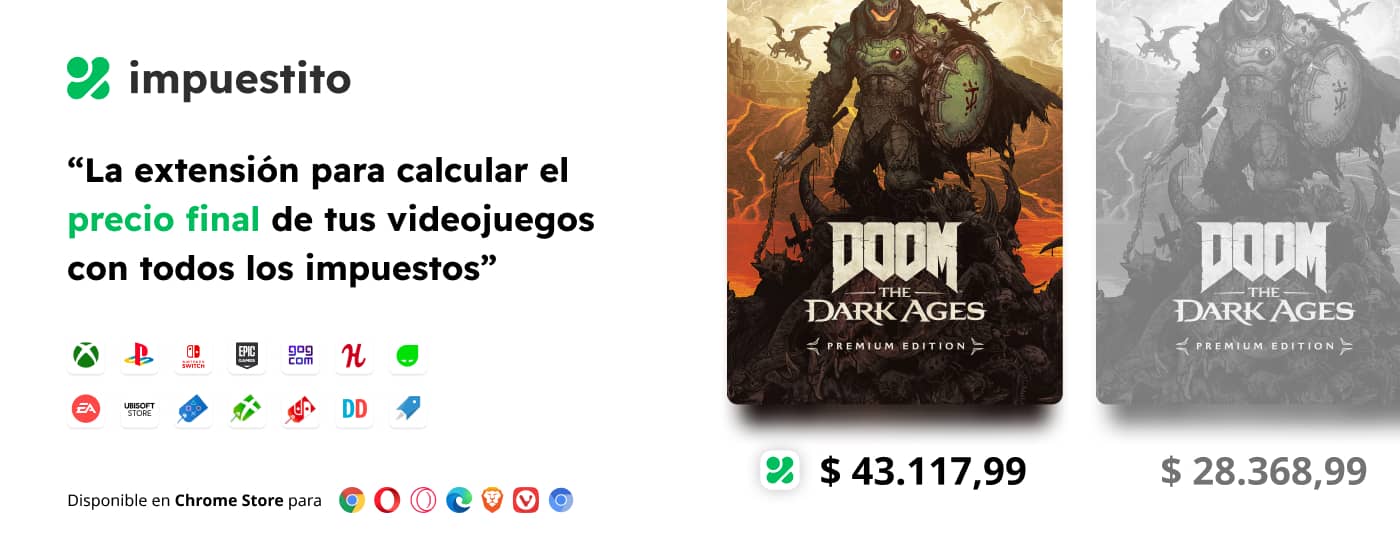 impuestito
“La extensión para calcular el
precio final de tus videojuegos
con todos los impuestos”
NINTENDO
SWITCH
EPIC
GAMES
gog
com
H
EA
UBISOFT
STORE
DD
Disponible en Chrome Store para
DOOM
THE
DARK AGES
PREMIUM EDITION
$ 43.117,99
DOOM
THE
DARK AGES
PREMIUM EDITION
$ 28.368,99